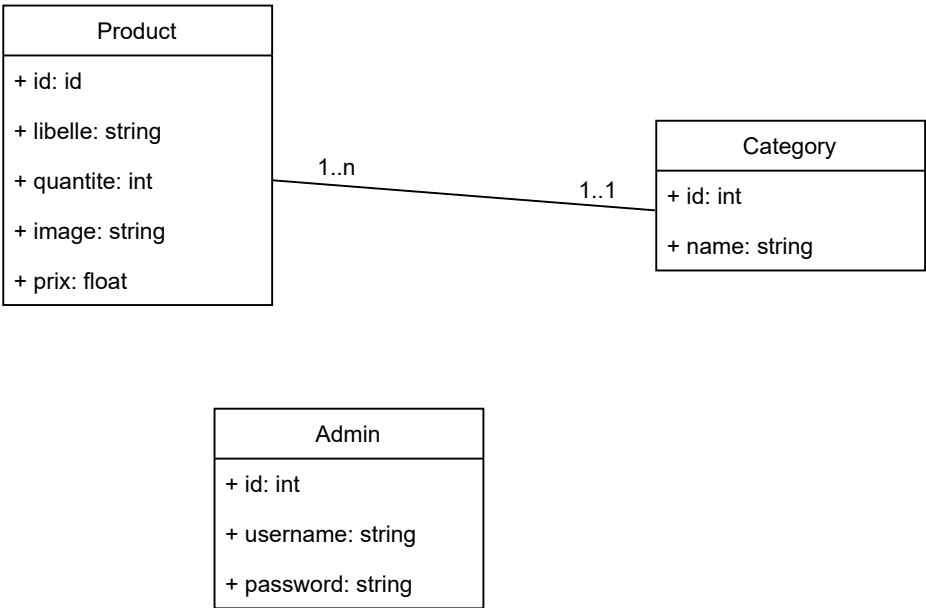 Product
+ id: id
+ libelle: string
+ quantite: int
+ image: string
+ prix: float
1..n
1..1
Category
+ id: int
+ name: string
Admin
+ id: int
+ username: string
+ password: string